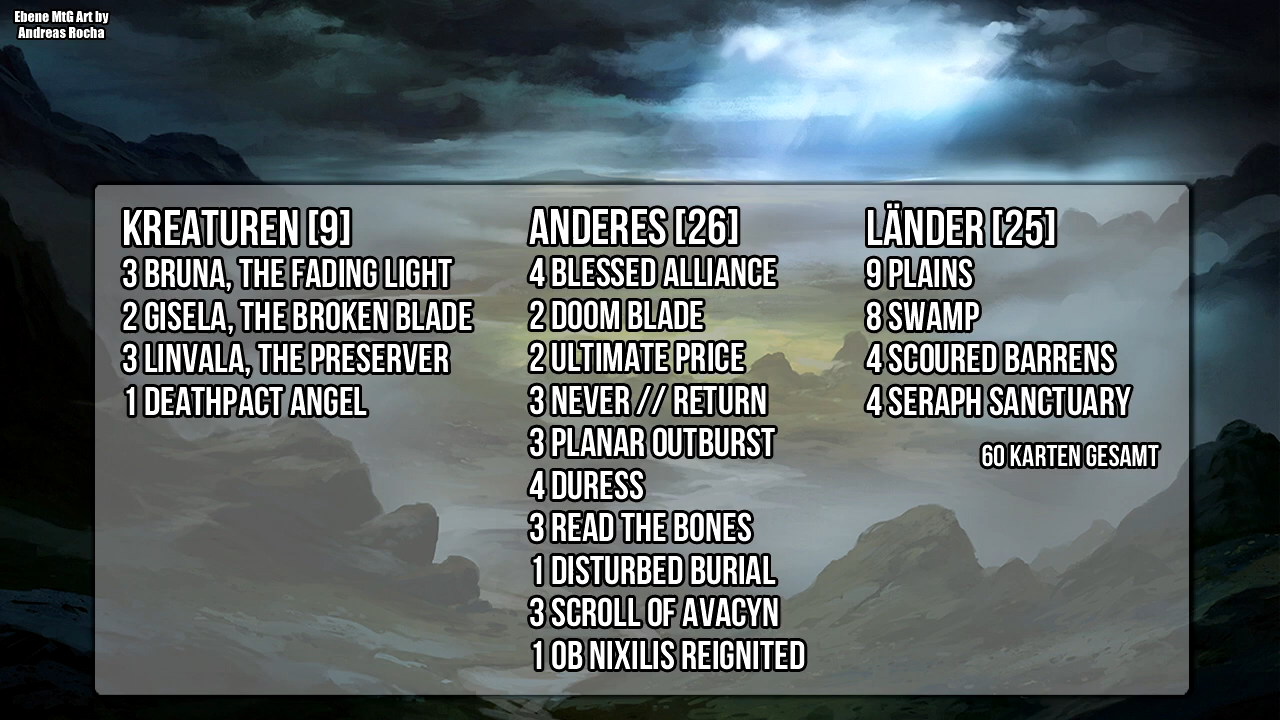 Ebene MtG Art by
Andreas Rocha
KREATUREN [9]
3 BRUNA, THE FADING LIGHT
2 GISELA, THE BROKEN BLADE
3 LINVALA, THE PRESERVER
1 DEATHPACT ANGEL
ANDERES [26]
4 BLESSED ALLIANCE
2 DOOM BLADE
2 ULTIMATE PRICE
3 NEVER // RETURN
3 PLANAR OUTBURST
4 DURESS
3 READ THE BONES
1 DISTURBED BURIAL
3 SCROLL OF AVACYN
1 OB NIXILIS REIGNITED
LÄNDER [25]
9 PLAINS
8 SWAMP
4 SCOURED BARRENS
4 SERAPH SANCTUARY
60 KARTEN GESAMT